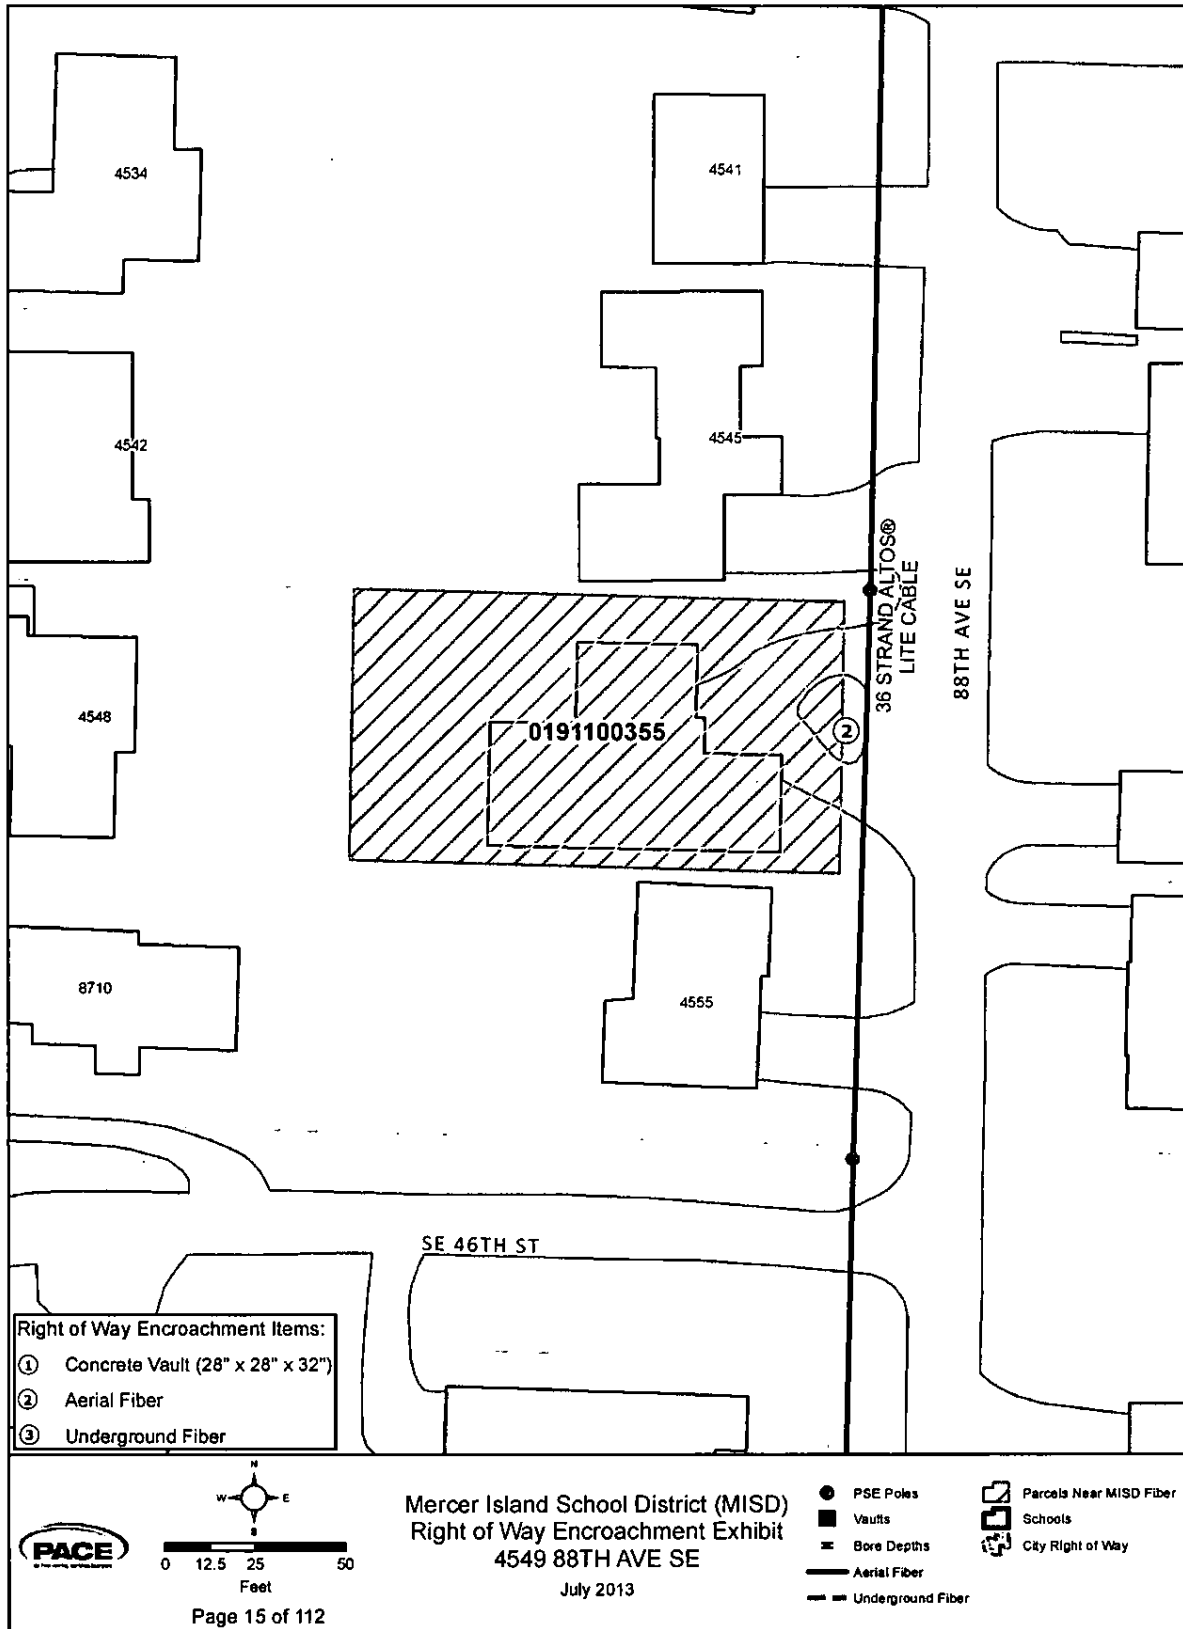 4534
4541
4542
4545
36 STRAND ALTOS®
LITE CABLE
88TH AVE SE
4548
0191100355
2
8710
4555
SE 46TH ST
Right of Way Encroachment Items:
1 Concrete Vault (28" x 28" x 32")
2 Aerial Fiber
3 Underground Fiber
N
W E
S
PACE
0 12.5 25 50
Feet
Page 15 of 112
Mercer Island School District (MISD)
Right of Way Encroachment Exhibit
4549 88TH AVE SE
July 2013
PSE Poles
Vaults
Bore Depths
Aerial Fiber
Underground Fiber
Parcels Near MISD Fiber
Schools
City Right of Way